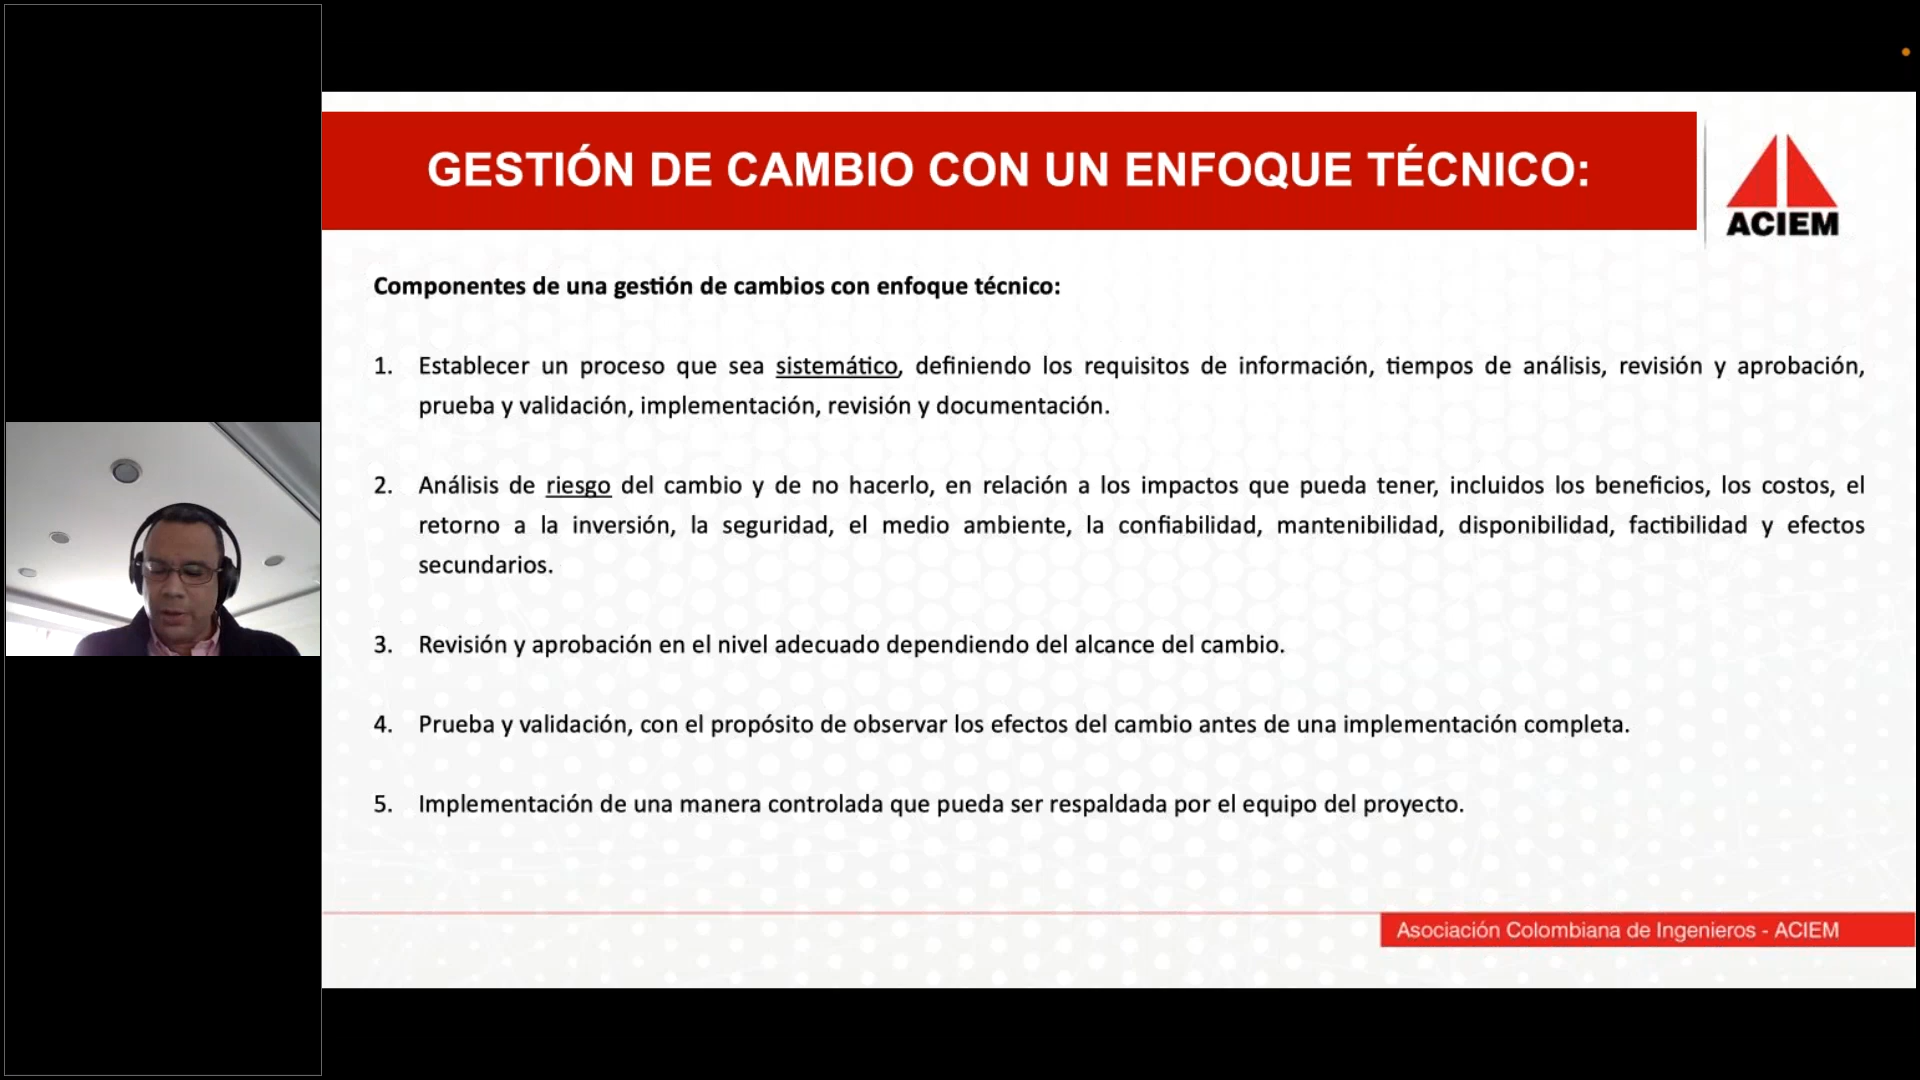 GESTIÓN DE CAMBIO CON UN ENFOQUE TÉCNICO:
ACIEM
Componentes de una gestión de cambios con enfoque técnico:
1. Establecer un proceso que sea sistemático, definiendo los requisitos de información, tiempos de análisis, revisión y aprobación,
prueba y validación, implementación, revisión y documentación.
2. Análisis de riesgo del cambio y de no hacerlo, en relación a los impactos que pueda tener, incluidos los beneficios, los costos, el
retorno a la inversión, la seguridad, el medio ambiente, la confiabilidad, mantenibilidad, disponibilidad, factibilidad y efectos
secundarios.
3. Revisión y aprobación en el nivel adecuado dependiendo del alcance del cambio.
4. Prueba y validación, con el propósito de observar los efectos del cambio antes de una implementación completa.
5. Implementación de una manera controlada que pueda ser respaldada por el equipo del proyecto.
Asociación Colombiana de Ingenieros - ACIEM